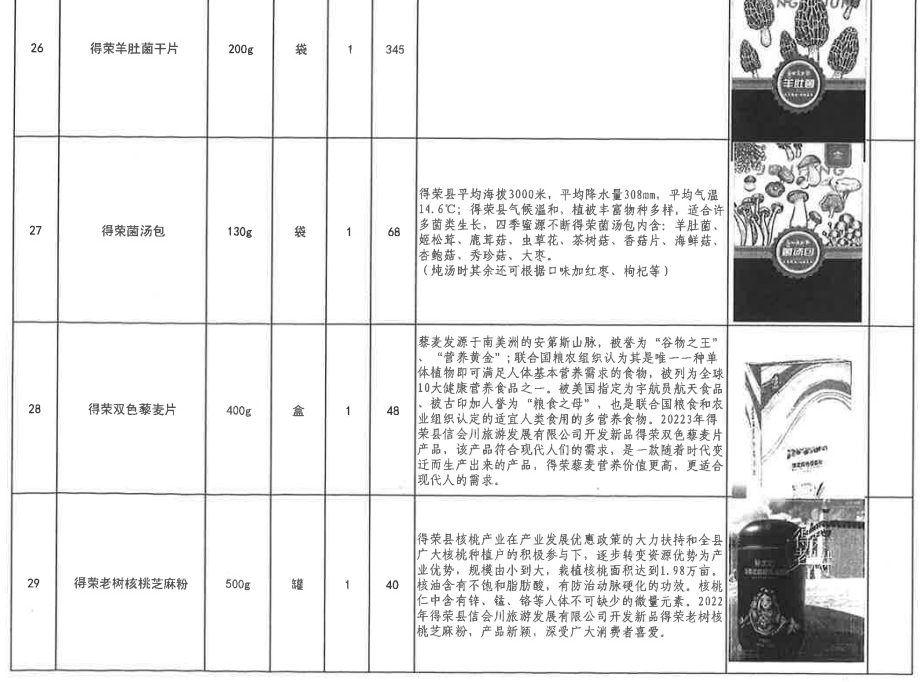 26 得荣羊肚菌干片 200g 袋 1 345
羊肚菌
27 得荣菌汤包 130g 袋 1 68
得荣县平均海拔3000米，平均降水量308mm，平均气温
14.6℃；得荣县气候温和，植被丰富物种多样，适合许
多菌类生长，四季蜜源不断得荣菌汤包内含：羊肚菌、
姬松茸、鹿茸菇、虫草花、茶树菇、香菇片、海鲜菇、
杏鲍菇、秀珍菇、大枣。
（炖汤时其余还可根据口味加红枣、枸杞等）
菌汤包
28 得荣双色藜麦片 400g 盒 1 48
藜麦发源于南美洲的安第斯山脉，被誉为“谷物之王”
、“营养黄金”；联合国粮农组织认为其是唯一一种单
体植物即可满足人体基本营养需求的食物，被列为全球
10大健康营养食品之一。被美国指定为宇航员航天食品
、被古印加人誉为“粮食之母”，也是联合国粮食和农
业组织认定的适宜人类食用的多营养食物。20223年得
荣县信会川旅游发展有限公司开发新品得荣双色藜麦片
产品，该产品符合现代人们的需求，是一款随着时代变
迁而生产出来的产品，得荣藜麦营养价值更高，更适合
现代人的需求。
29 得荣老树核桃芝麻粉 500g 罐 1 40
得荣县核桃产业在产业发展优惠政策的大力扶持和全县
广大核桃种植户的积极参与下，逐步转变资源优势为产
业优势，规模由小到大，栽植核桃面积达到1.98万亩。
核油含有不饱和脂肪酸，有防治动脉硬化的功效。核桃
仁中含有锌、锰、铬等人体不可缺少的微量元素。2022
年得荣县信会川旅游发展有限公司开发新品得荣老树核
桃芝麻粉，产品新颖，深受广大消费者喜爱。